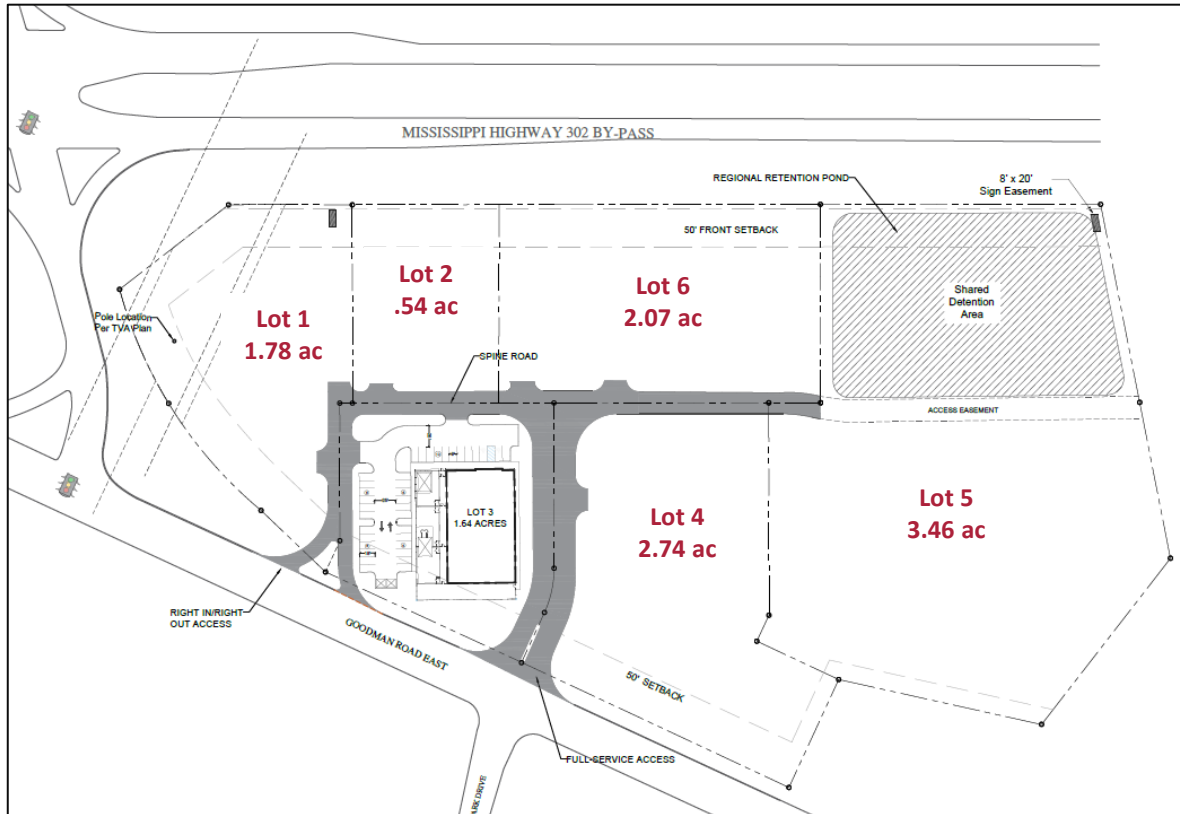 MISSISSIPPI HIGHWAY 302 BY-PASS
REGIONAL RETENTION POND
8' x 20'
Sign Easement
50' FRONT SETBACK
Lot 2
.54 ac
Lot 6
2.07 ac
Shared
Detention
Area
Pole Location
Per TVA Plan
Lot 1
1.78 ac
SPINE ROAD
ACCESS EASEMENT
LOT 3
1.64 ACRES
Lot 4
2.74 ac
Lot 5
3.46 ac
RIGHT IN/RIGHT
OUT ACCESS
GOODMAN ROAD EAST
50' SETBACK
FULL-SERVICE ACCESS
DRIVE